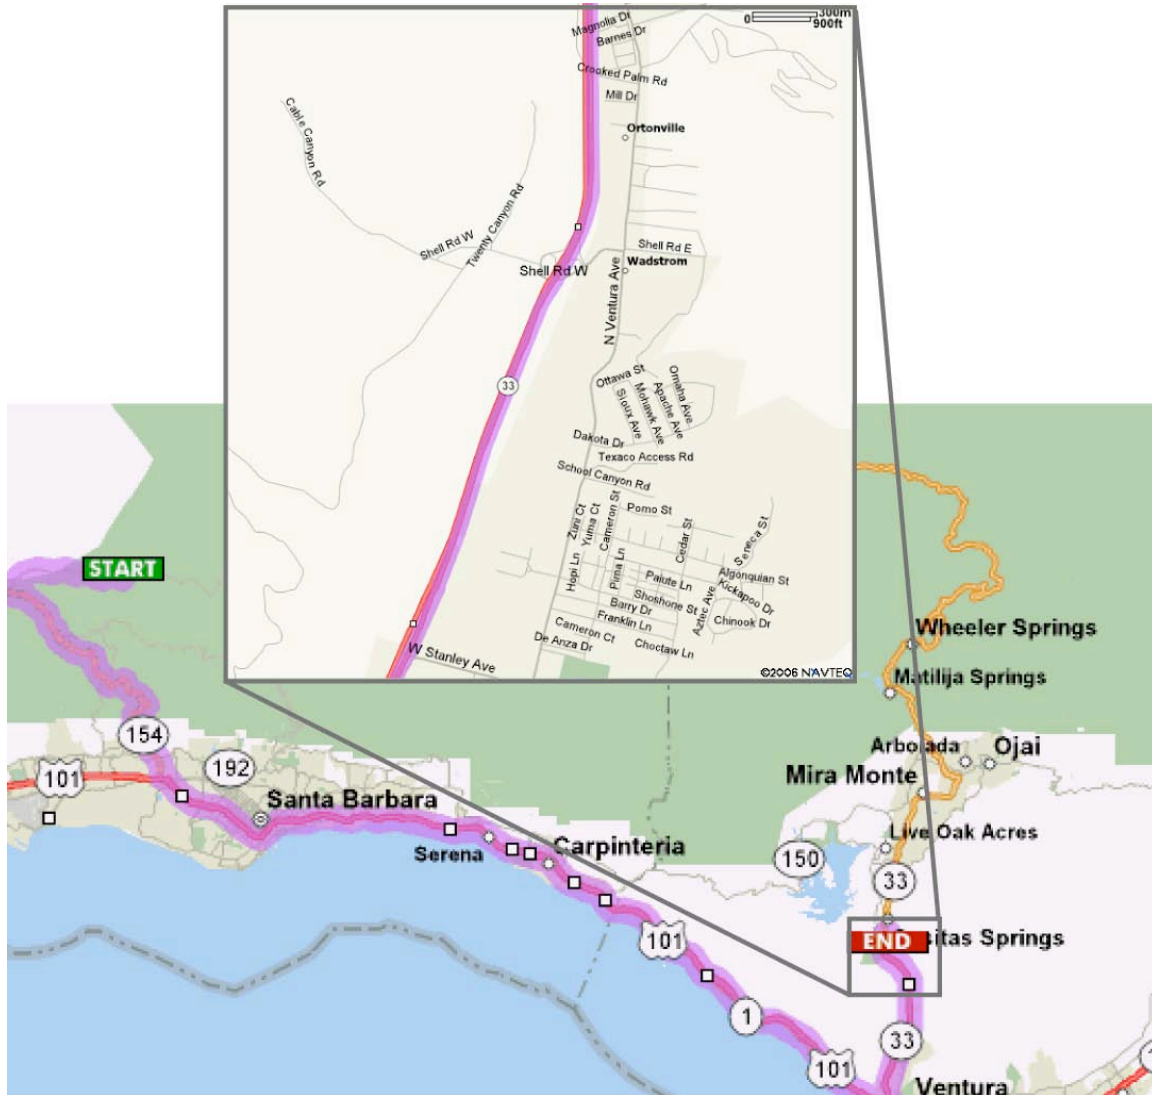 300m
0
900ft
Magnolia Dr
Barnes Dr
Crooked Palm Rd
Mill Dr
Ortonville
Cable Canyon Rd
Twenty Canyon Rd
Shell Rd W
Shell Rd E
Shell Rd W
Wadstrom
N Ventura Ave
33
Ottawa St
Omaha Ave
Apache Ave
Mohawk Ave
Sioux Ave
Dakota Dr
Texaco Access Rd
School Canyon Rd
Zuni Ct
Yuma Ct
Cameron St
Pomo St
Cedar St
Seneca St
Hopi Ln
Pima Ln
Paiute Ln
Algonquian St
Kickapoo Dr
Shoshone St
Barry Dr
Aztec Ave
Franklin Ln
Chinook Dr
Cameron Ct
De Anza Dr
Choctaw Ln
W Stanley Ave
©2006 NAVTEQ
START
Wheeler Springs
Matilija Springs
154
Arbolada
Ojai
101
192
Mira Monte
Santa Barbara
Live Oak Acres
Serena
Carpinteria
150
33
101
END
sitas Springs
1
33
101
Ventura
1